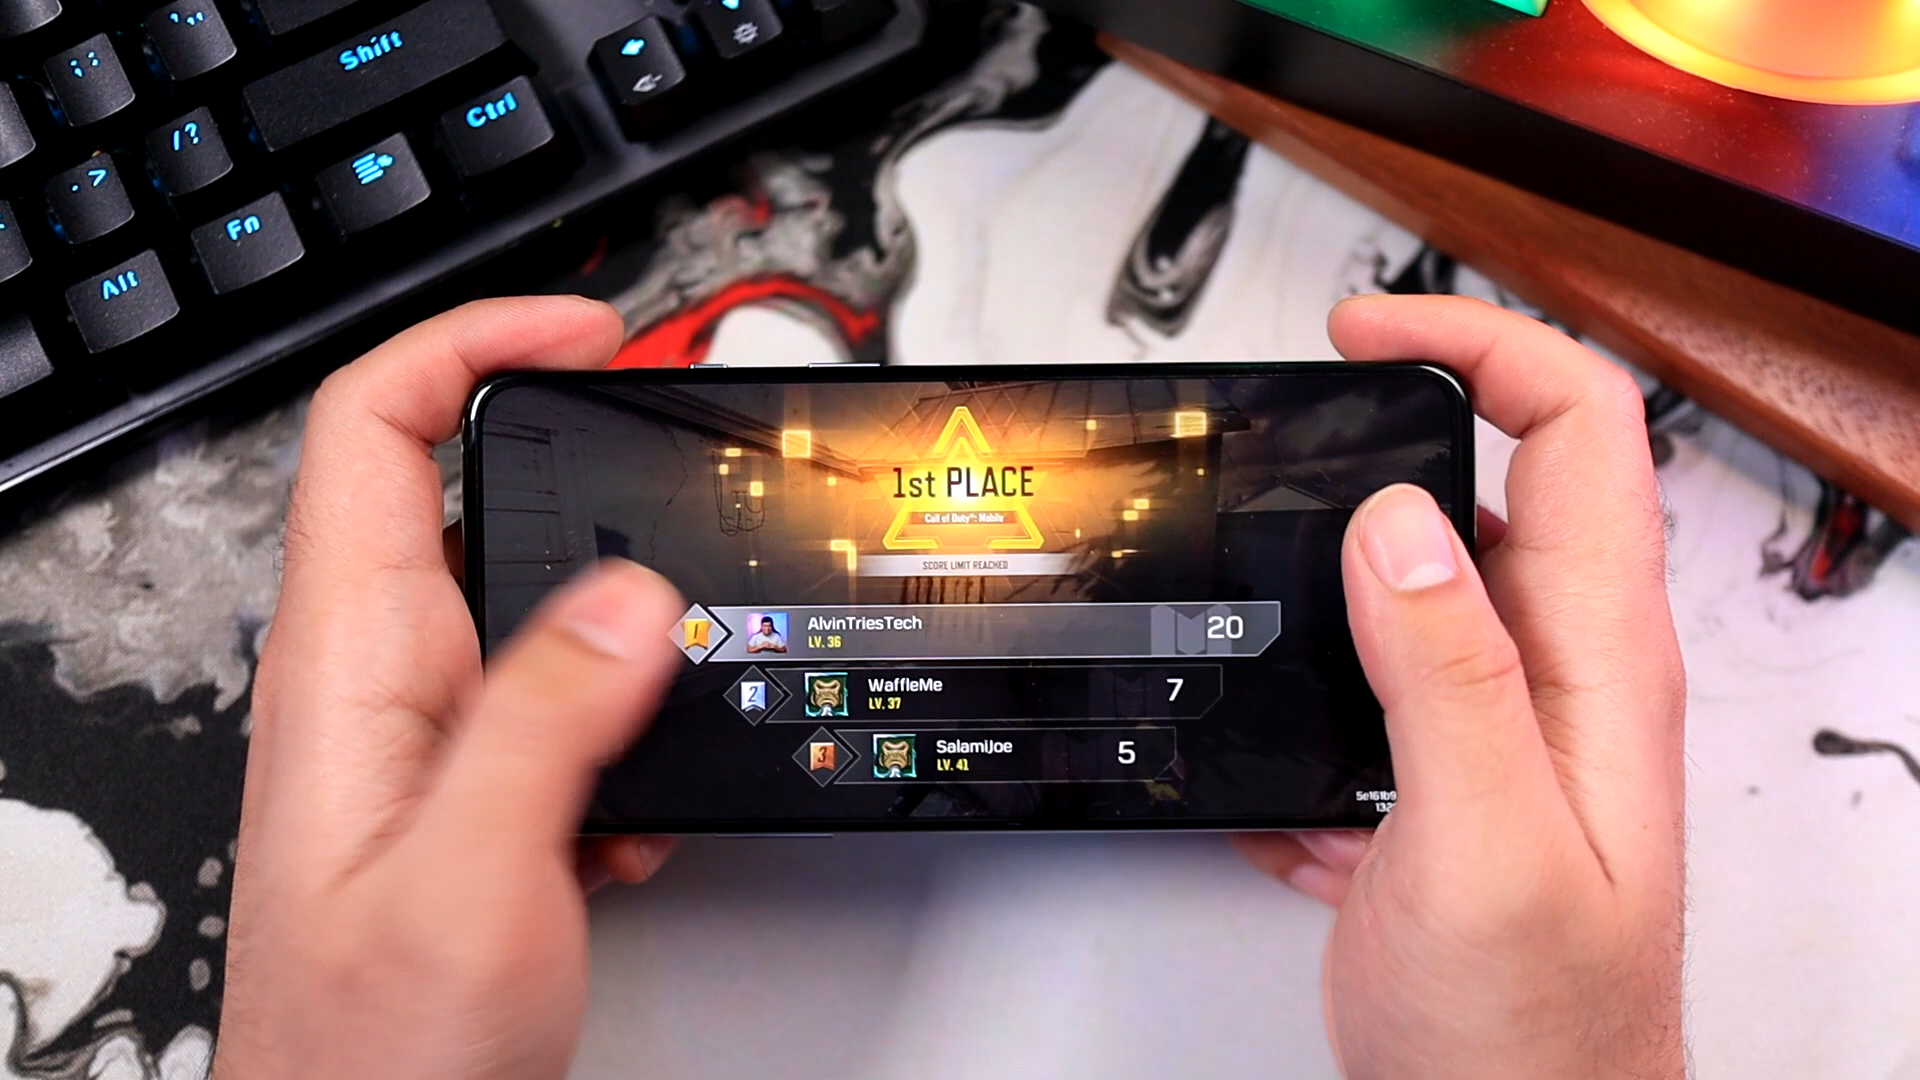 Shift
Ctrl
/?
. >
Fn
Alt
1st PLACE
Call of Duty®: Mobile
SCORE LIMIT REACHED
1
AlvinTriesTech
LV. 36
20
2
WaffleMe
LV. 37
7
3
SalamiJoe
LV. 41
5